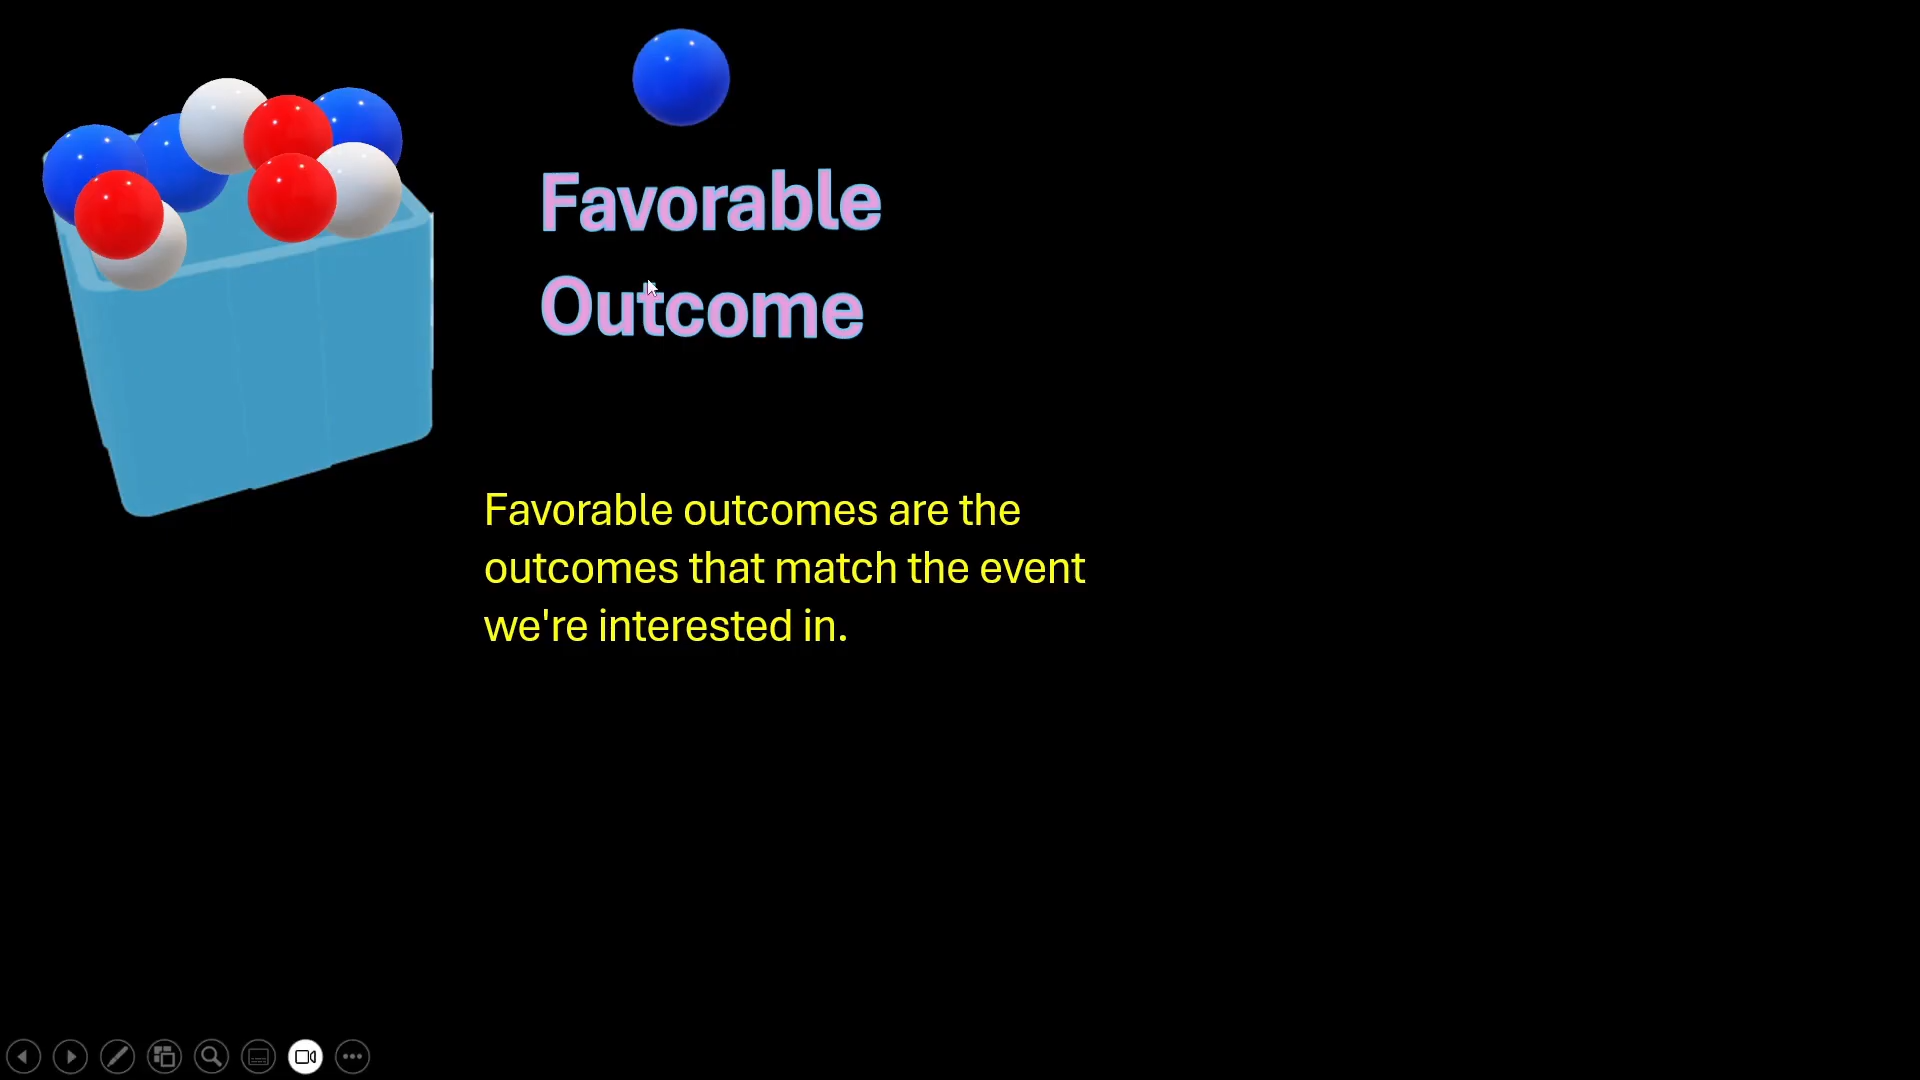 Favorable
Outcome
Favorable outcomes are the
outcomes that match the event
we're interested in.